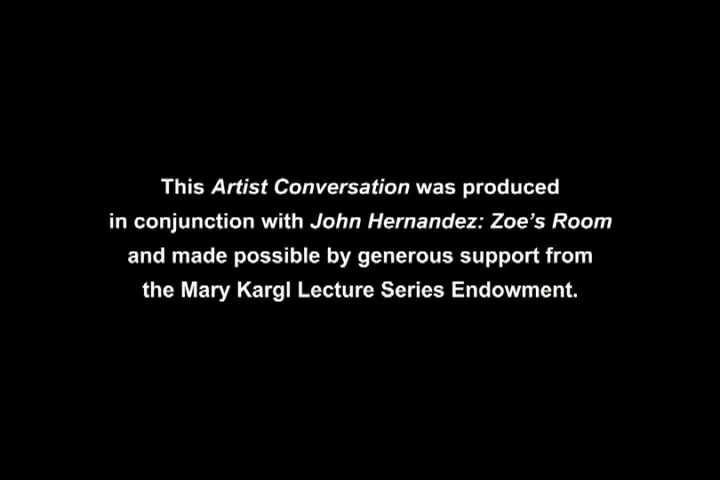 This Artist Conversation was produced
in conjunction with John Hernandez: Zoe's Room
and made possible by generous support from
the Mary Kargl Lecture Series Endowment.